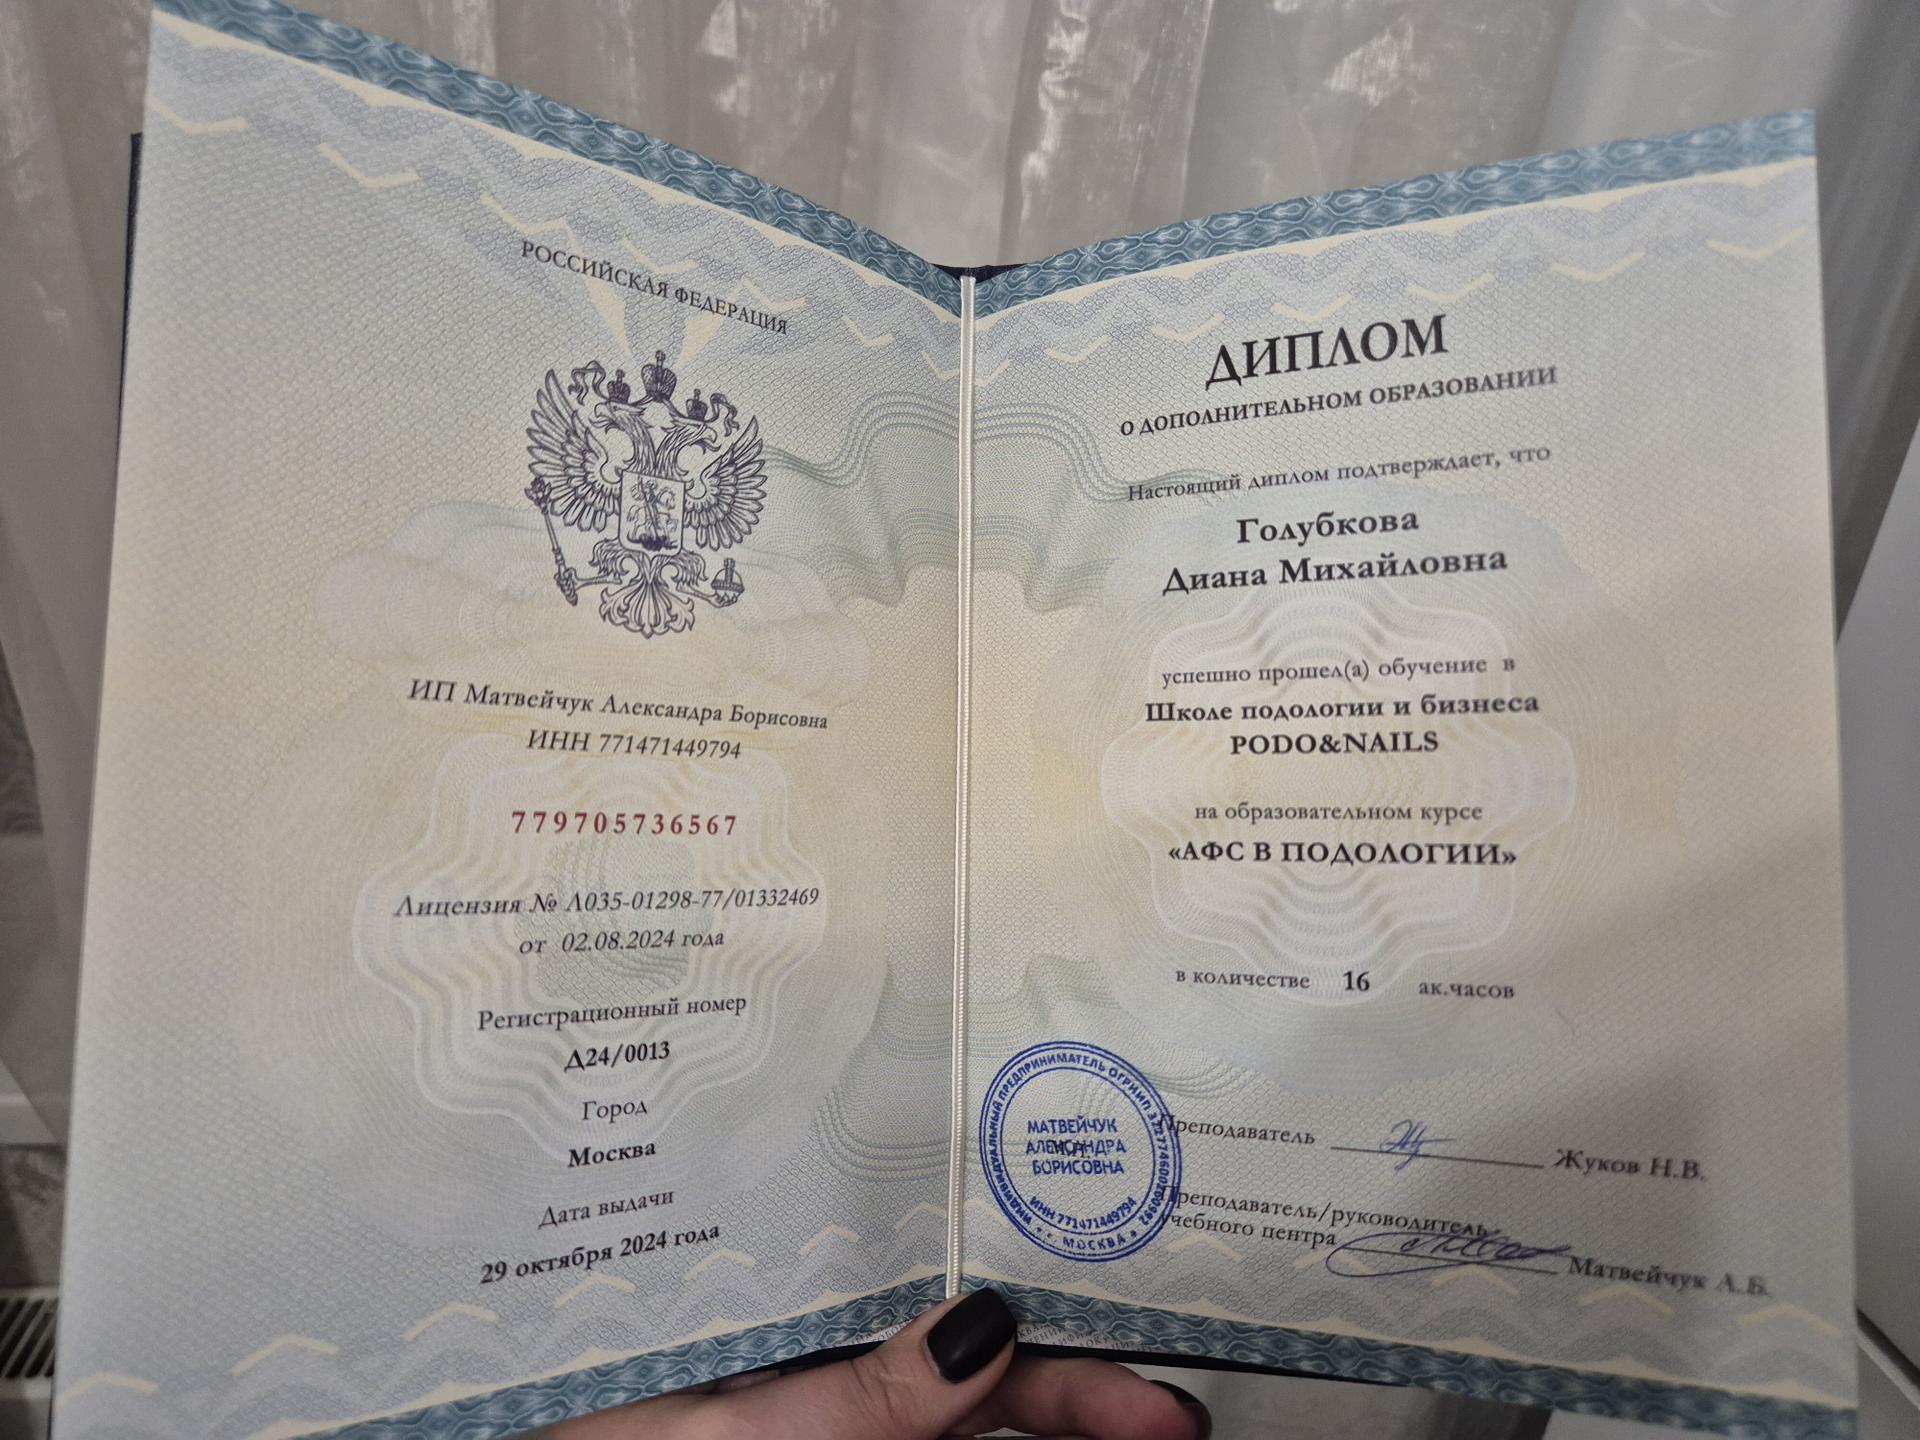 РОССИЙСКАЯ ФЕДЕРАЦИЯ
ИП Матвейчук Александра Борисовна
ИНН 771471449794
779705736567
Лицензия № Л035-01298-77/01332469
от 02.08.2024 года
Регистрационный номер
Д24/0013
Город
Москва
Дата выдачи
29 октября 2024 года
ДИПЛОМ
О ДОПОЛНИТЕЛЬНОМ ОБРАЗОВАНИИ
Настоящий диплом подтверждает, что
Голубкова
Диана Михайловна
успешно прошел(а) обучение в
Школе подологии и бизнеса
PODO&NAILS
на образовательном курсе
«АФС В ПОДОЛОГИИ»
в количестве 16 ак.часов
ИНДИВИДУАЛЬНЫЙ ПРЕДПРИНИМАТЕЛЬ ОГРНИП
МАТВЕЙЧУК
АЛЕКСАНДРА
БОРИСОВНА
ИНН 771471449794
г. МОСКВА
Преподаватель Жуков Н.В.
Преподаватель/руководитель
учебного центра Матвейчук А.Б.